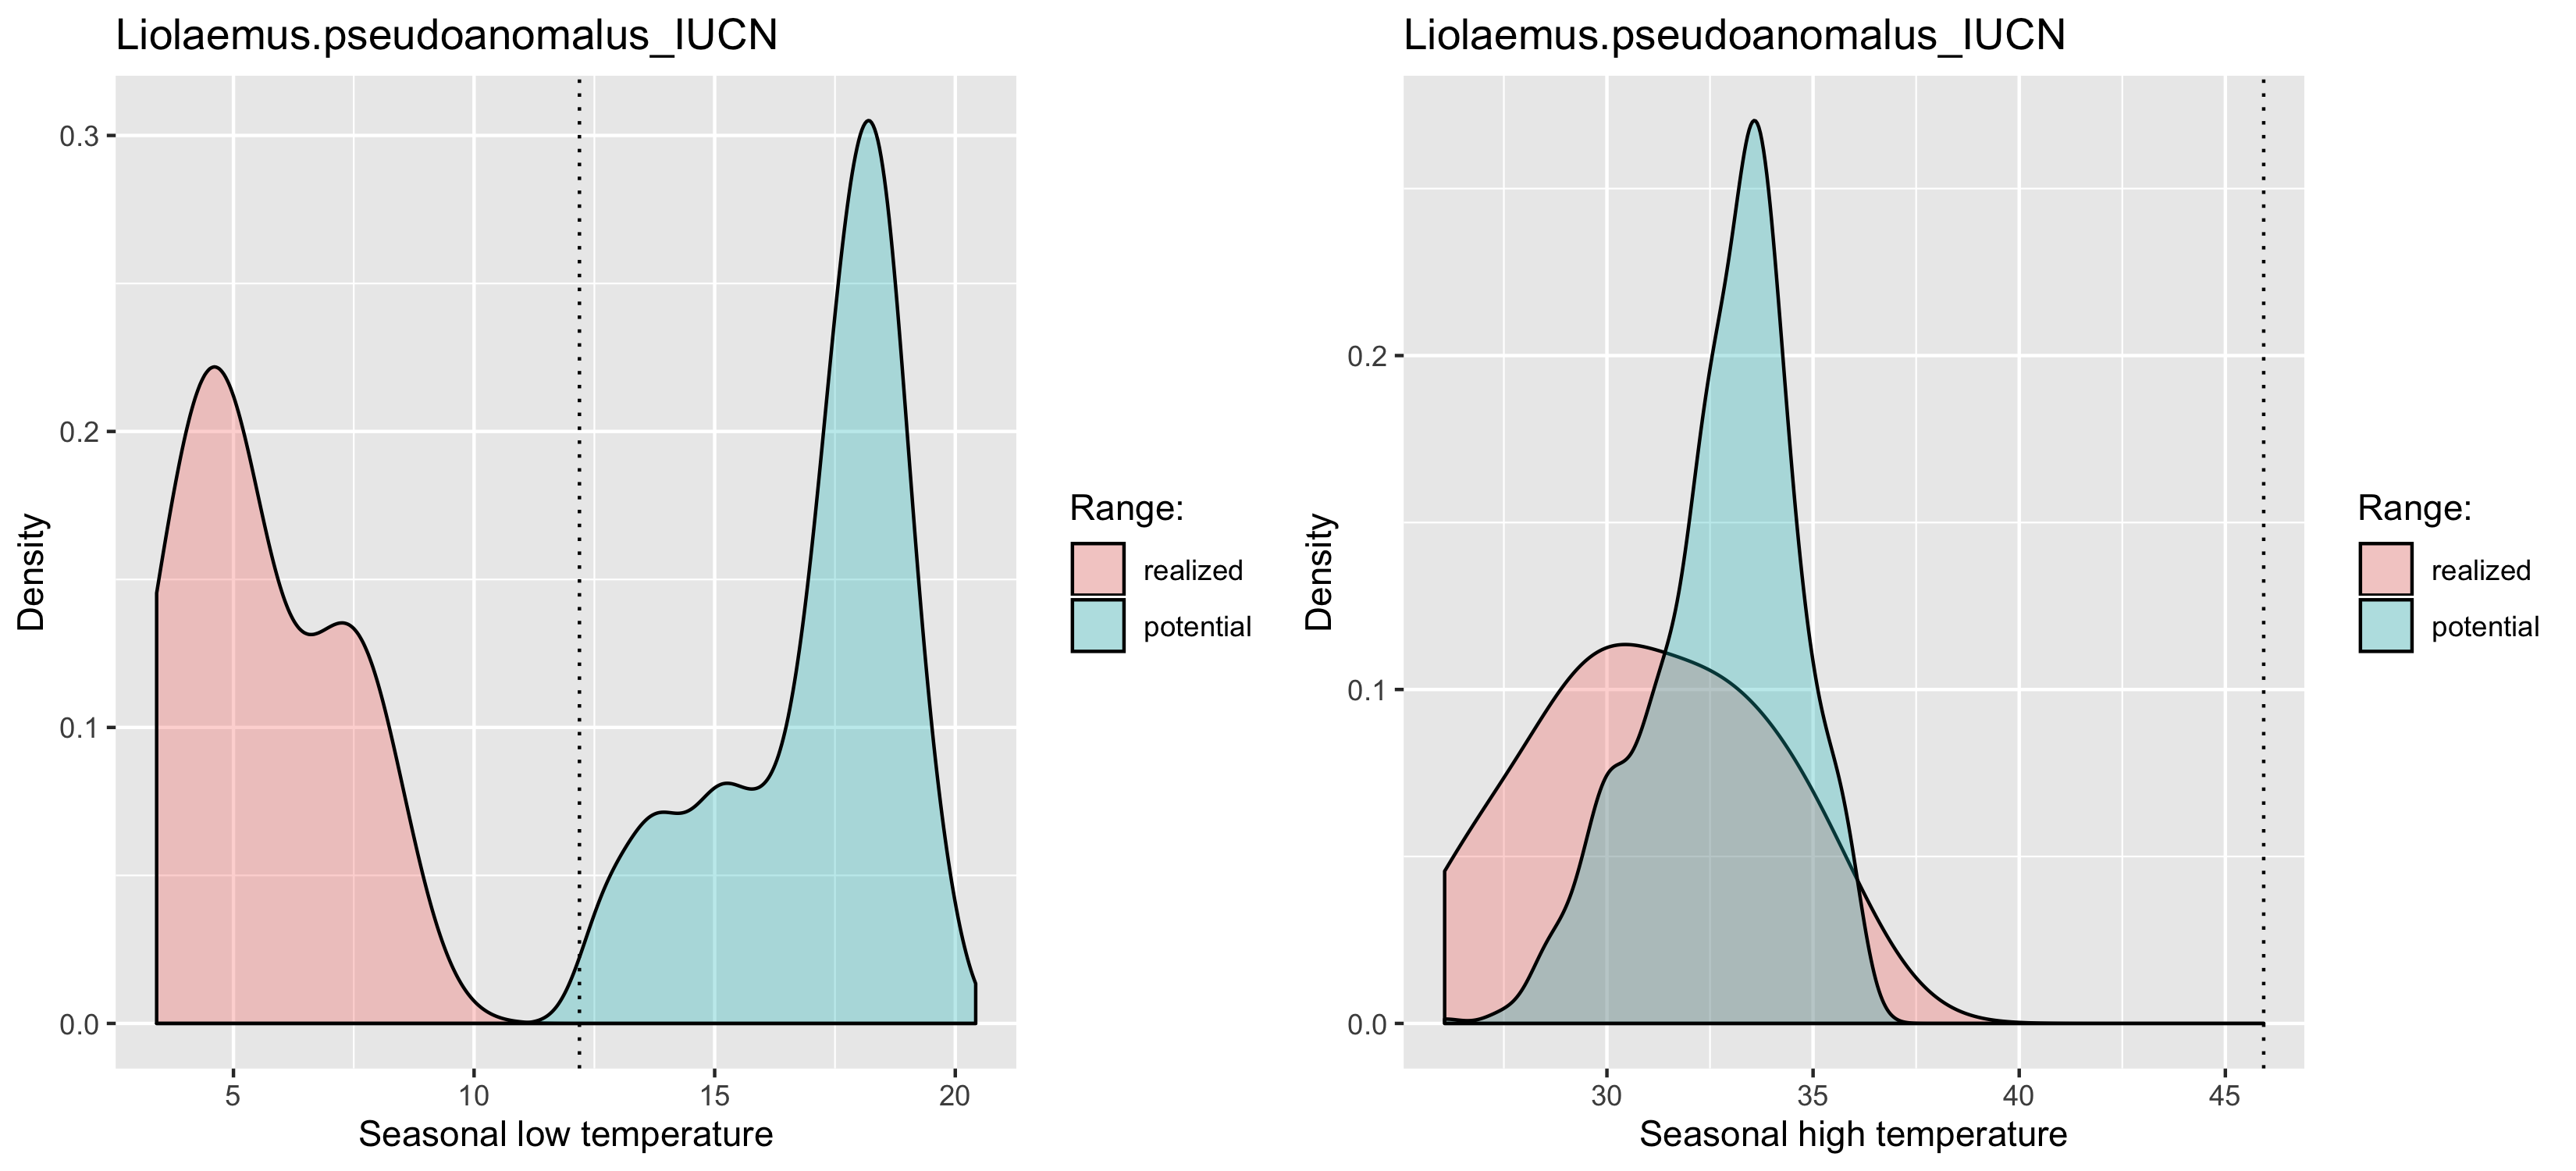 Liolaemus.pseudoanomalus_IUCN
0.3
0.2
0.1
0.0
Density
5 10 15 20
Seasonal low temperature
Range:
realized
potential
Liolaemus.pseudoanomalus_IUCN
0.2
0.1
0.0
Density
30 35 40 45
Seasonal high temperature
Range:
realized
potential